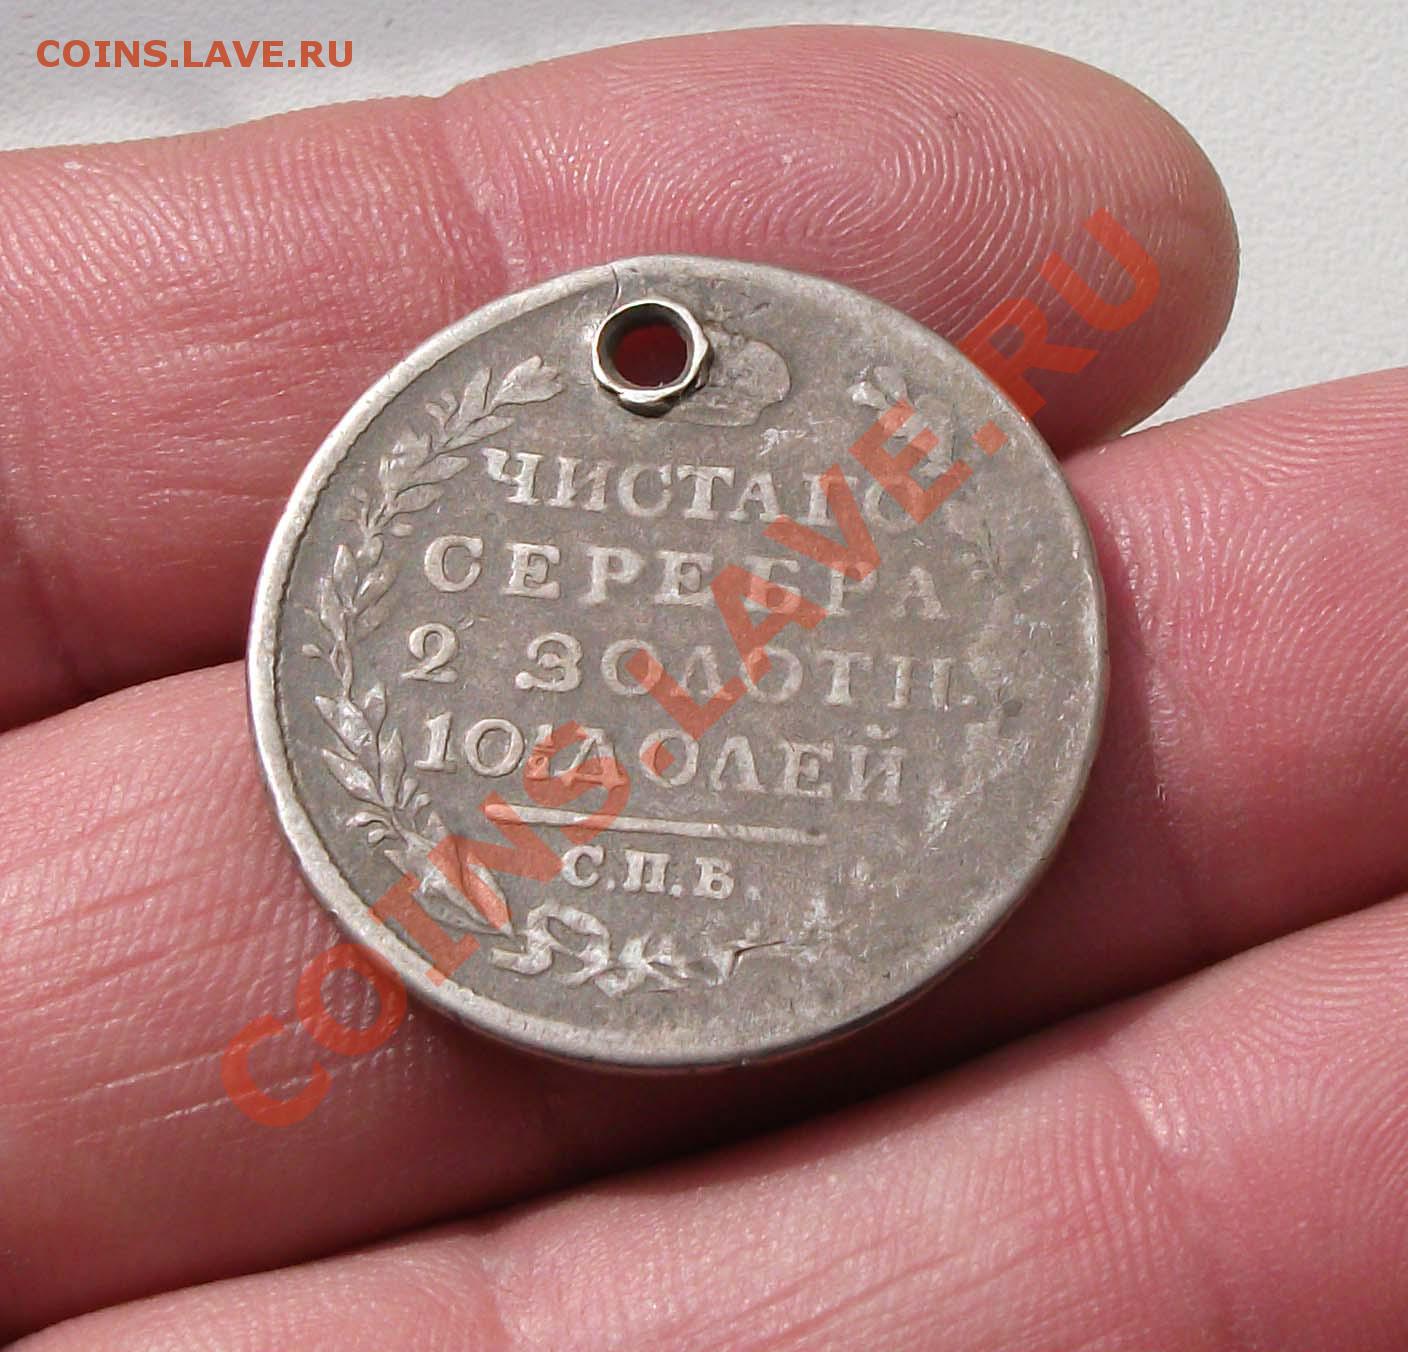 COINS.LAVE.RU
ЧИСТАГО
СЕРЕБРА
2 ЗОЛОТН.
10½ ДОЛЕЙ
С.П.Б.
COINS.LAVE.RU